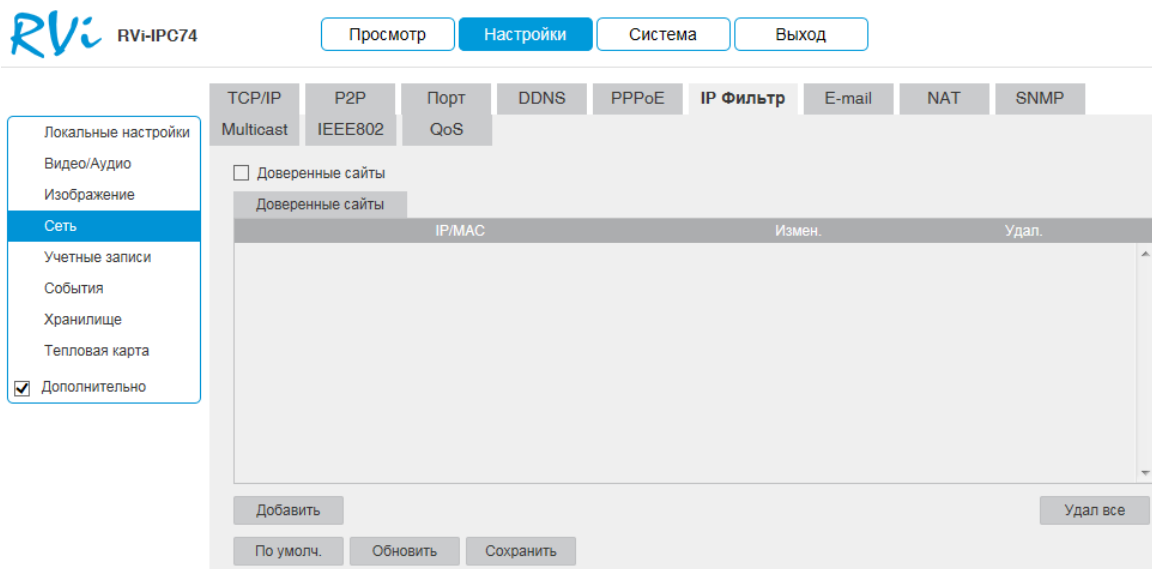 RVi RVi-IPC74 Просмотр Настройки Система Выход
TCP/IP P2P Порт DDNS PPPoE IP Фильтр E-mail NAT SNMP
Multicast IEEE802 QoS
Локальные настройки
Видео/Аудио
Изображение
Сеть
Учетные записи
События
Хранилище
Тепловая карта
Дополнительно
Доверенные сайты
Доверенные сайты
IP/MAC Измен. Удал.
Добавить Удал все
По умолч. Обновить Сохранить